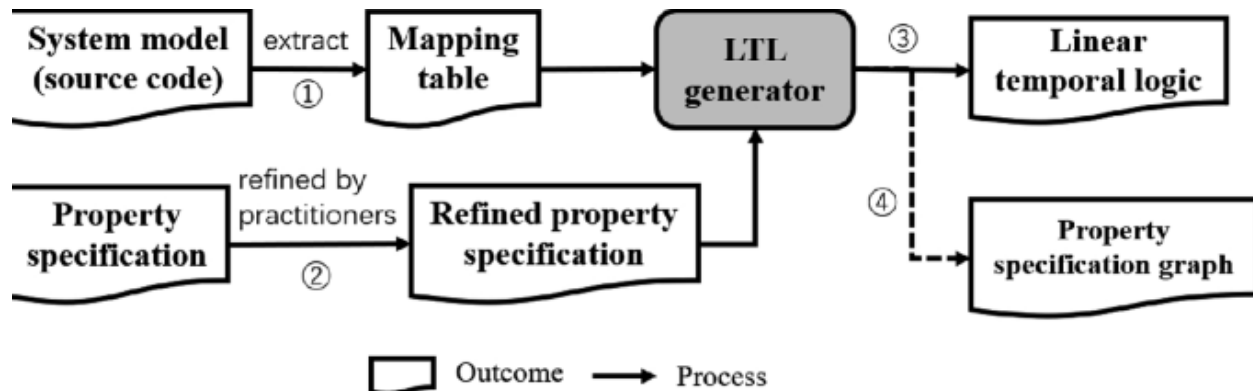 System model
(source code)
extract
①
Mapping
table
LTL
generator
③
Linear
temporal logic
Property
specification
refined by
practitioners
②
Refined property
specification
④
Property
specification graph
Outcome
Process